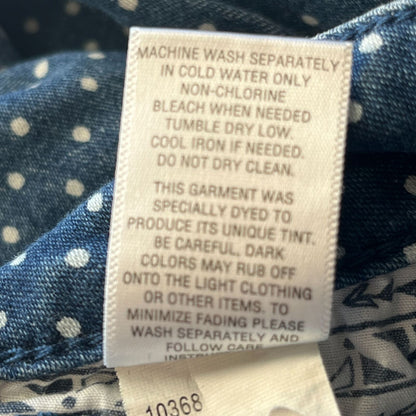 MACHINE WASH SEPARATELY
IN COLD WATER ONLY
NON-CHLORINE
BLEACH WHEN NEEDED
TUMBLE DRY LOW.
COOL IRON IF NEEDED.
DO NOT DRY CLEAN.
THIS GARMENT WAS
SPECIALLY DYED TO
PRODUCE ITS UNIQUE TINT.
BE CAREFUL, DARK
COLORS MAY RUB OFF
ONTO THE LIGHT CLOTHING
OR OTHER ITEMS. TO
MINIMIZE FADING PLEASE
WASH SEPARATELY AND
FOLLOW CARE
10368